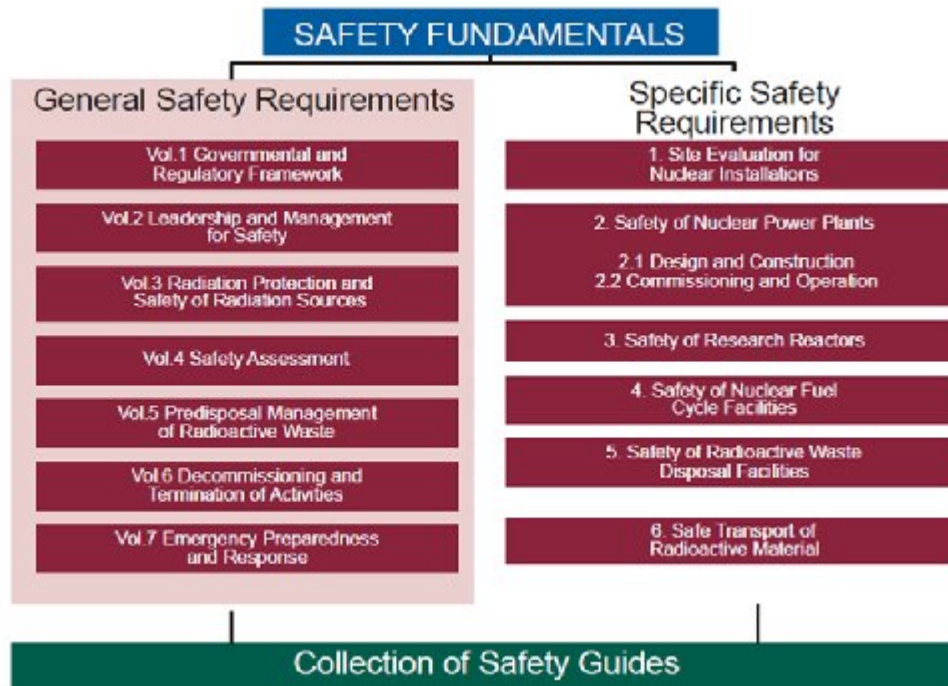 SAFETY FUNDAMENTALS
General Safety Requirements
Vol.1 Governmental and
Regulatory Framework
Vol.2 Leadership and Management
for Safety
Vol.3 Radiation Protection and
Safety of Radiation Sources
Vol.4 Safety Assessment
Vol.5 Predisposal Management
of Radioactive Waste
Vol.6 Decommissioning and
Termination of Activities
Vol.7 Emergency Preparedness
and Response
Specific Safety
Requirements
1. Site Evaluation for
Nuclear Installations
2. Safety of Nuclear Power Plants
2.1 Design and Construction
2.2 Commissioning and Operation
3. Safety of Research Reactors
4. Safety of Nuclear Fuel
Cycle Facilities
5. Safety of Radioactive Waste
Disposal Facilities
6. Safe Transport of
Radioactive Material
Collection of Safety Guides